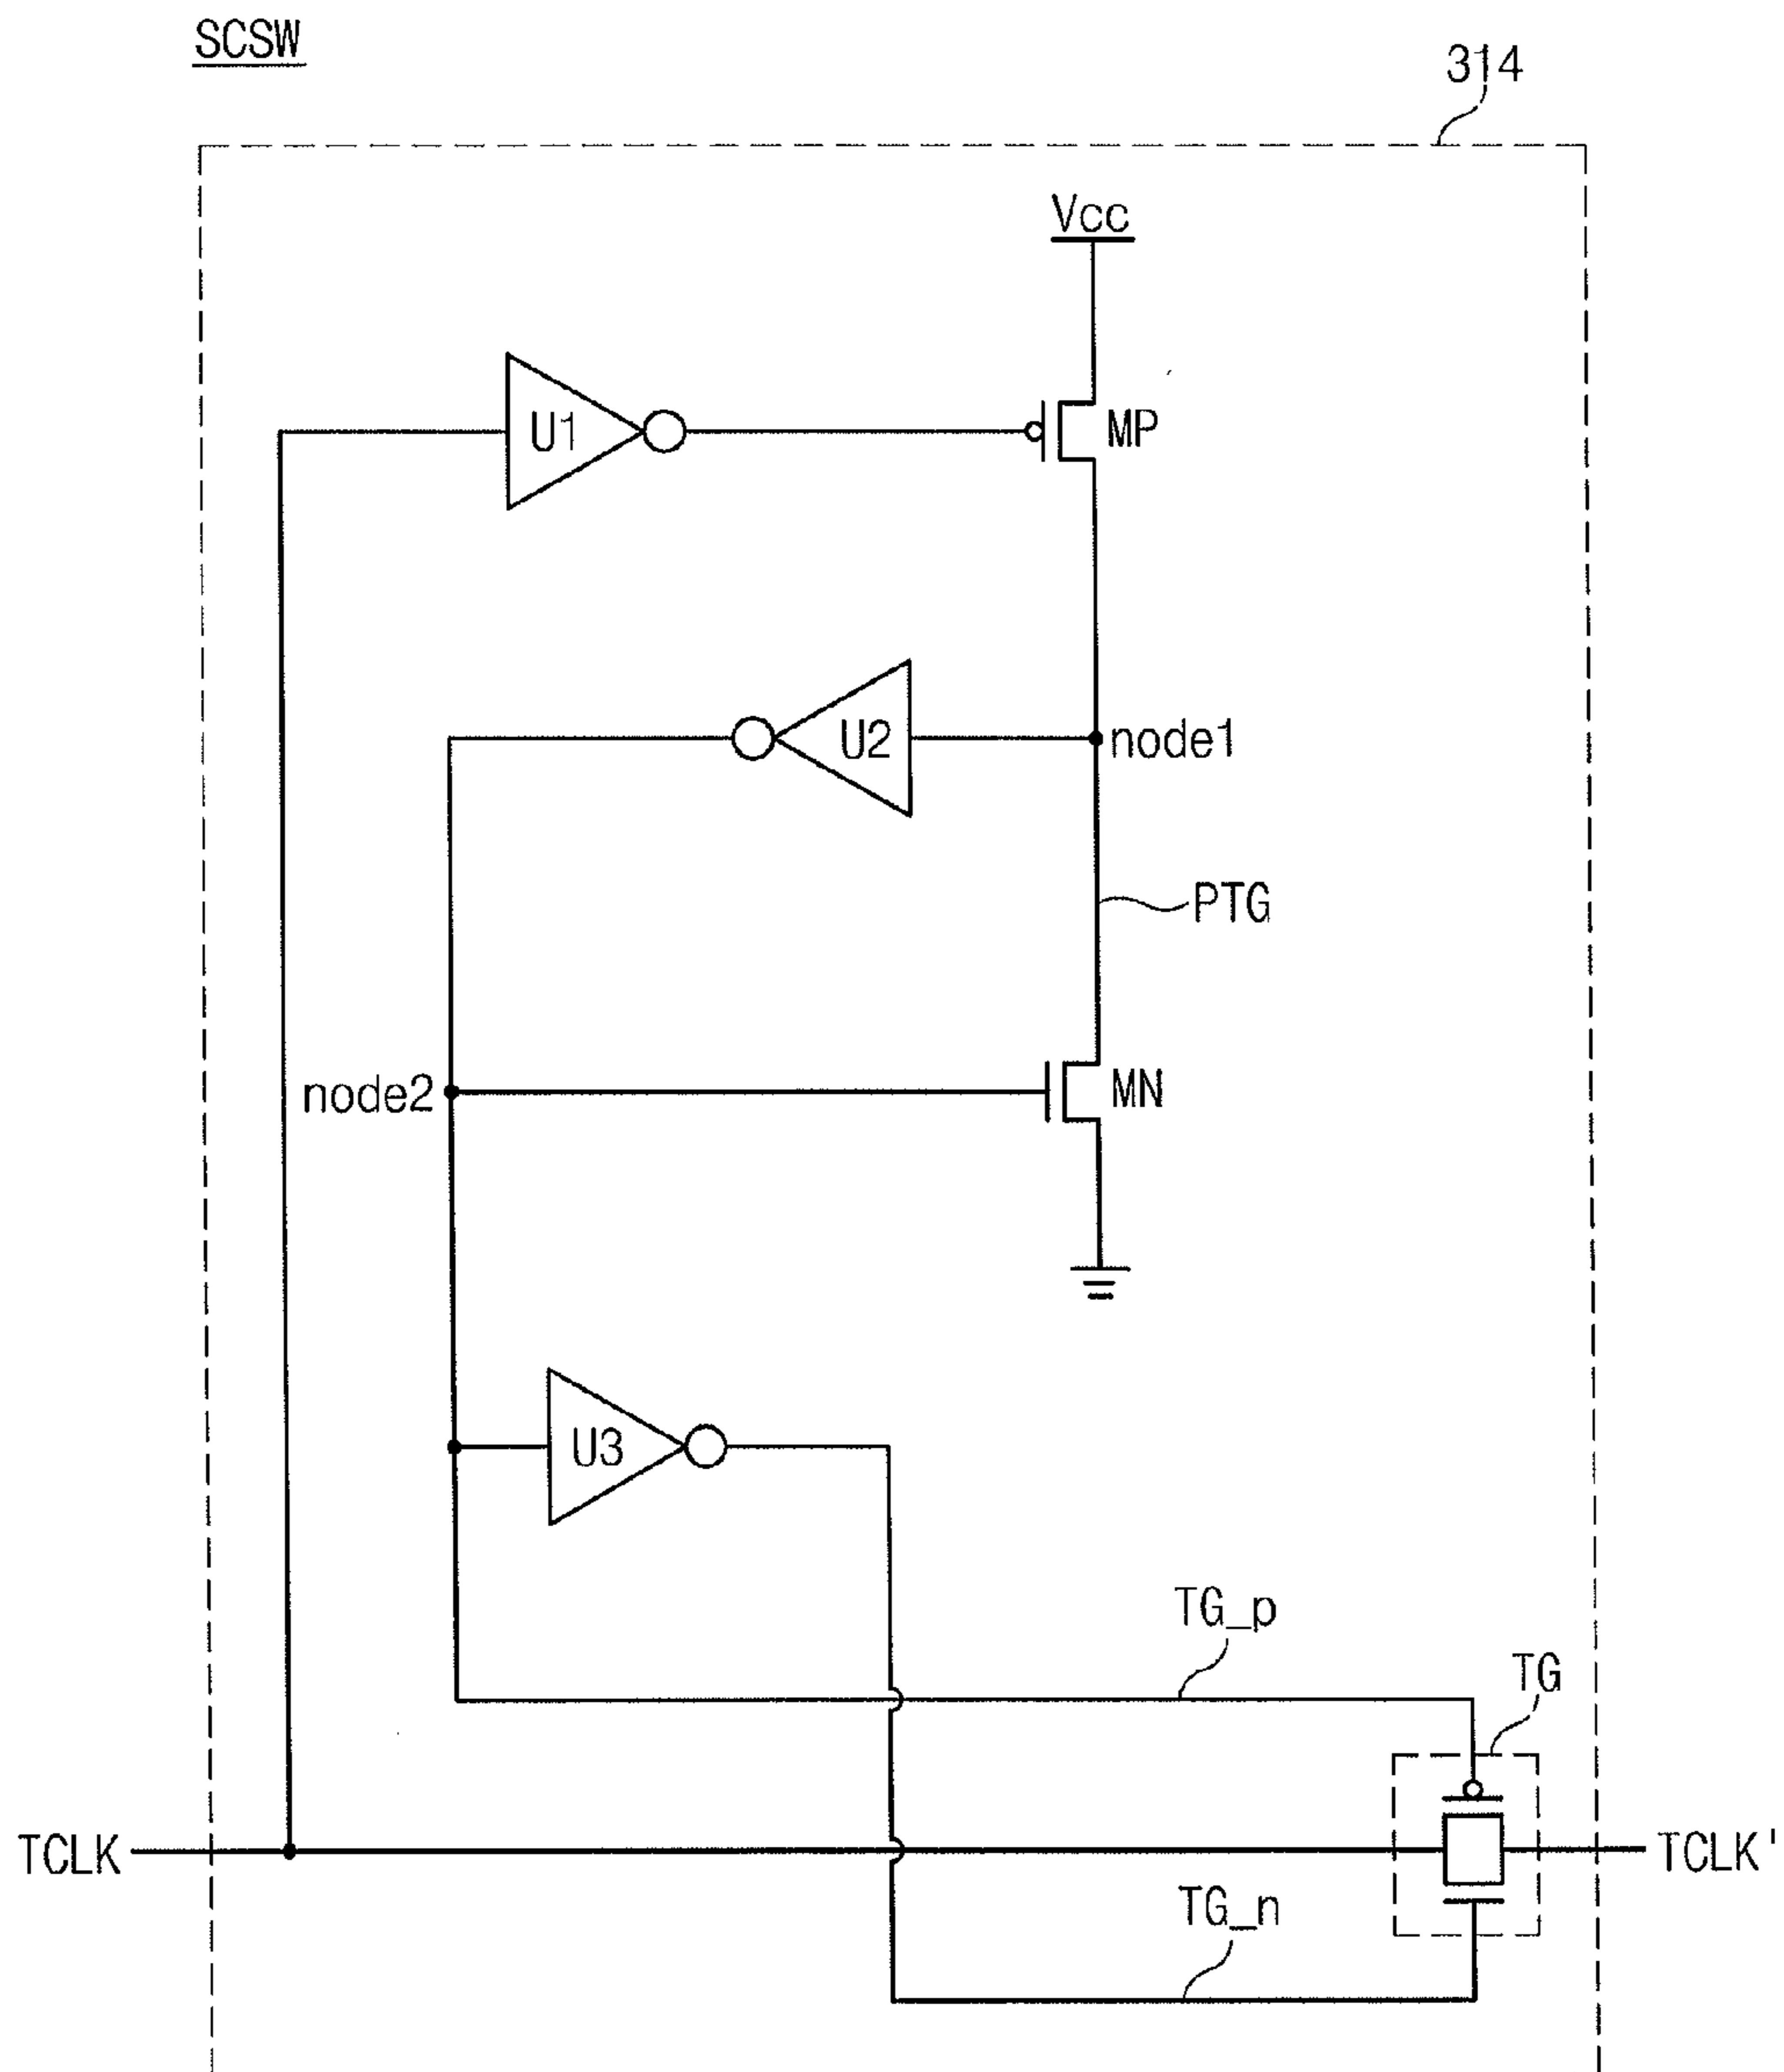 SCSW
314
Vcc
U1
MP
U2
node1
PTG
node2
MN
U3
TG_p
TG
TCLK
TCLK'
TG_n